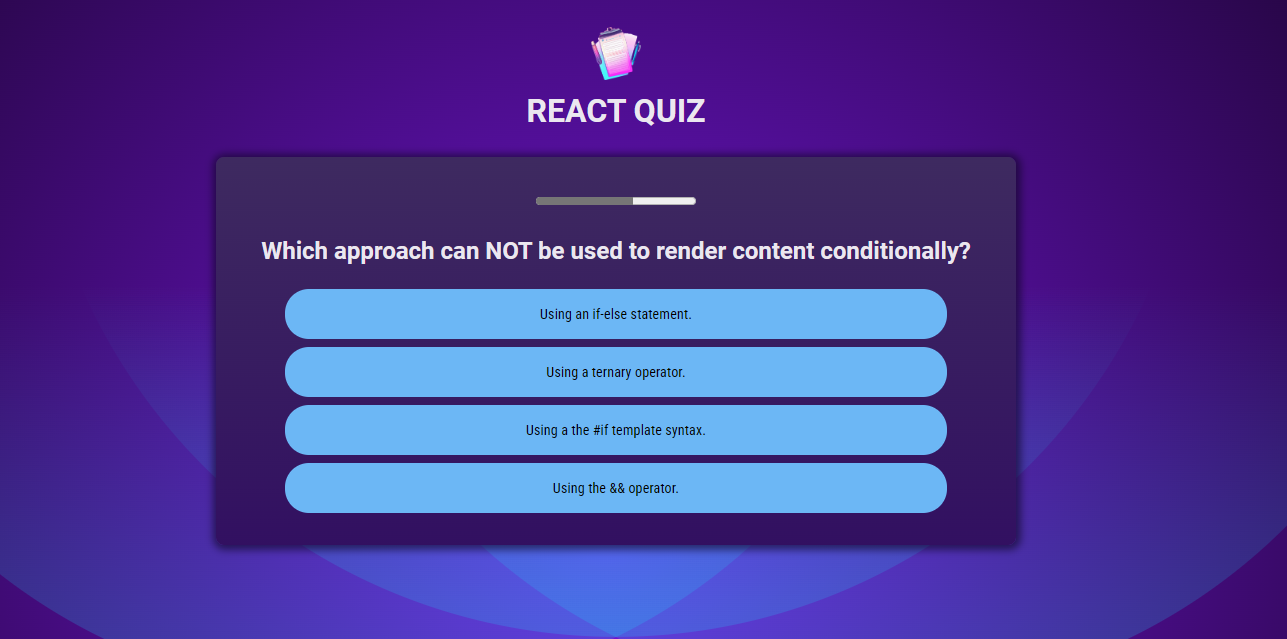 REACT QUIZ
Which approach can NOT be used to render content conditionally?
Using an if-else statement.
Using a ternary operator.
Using a the #if template syntax.
Using the && operator.